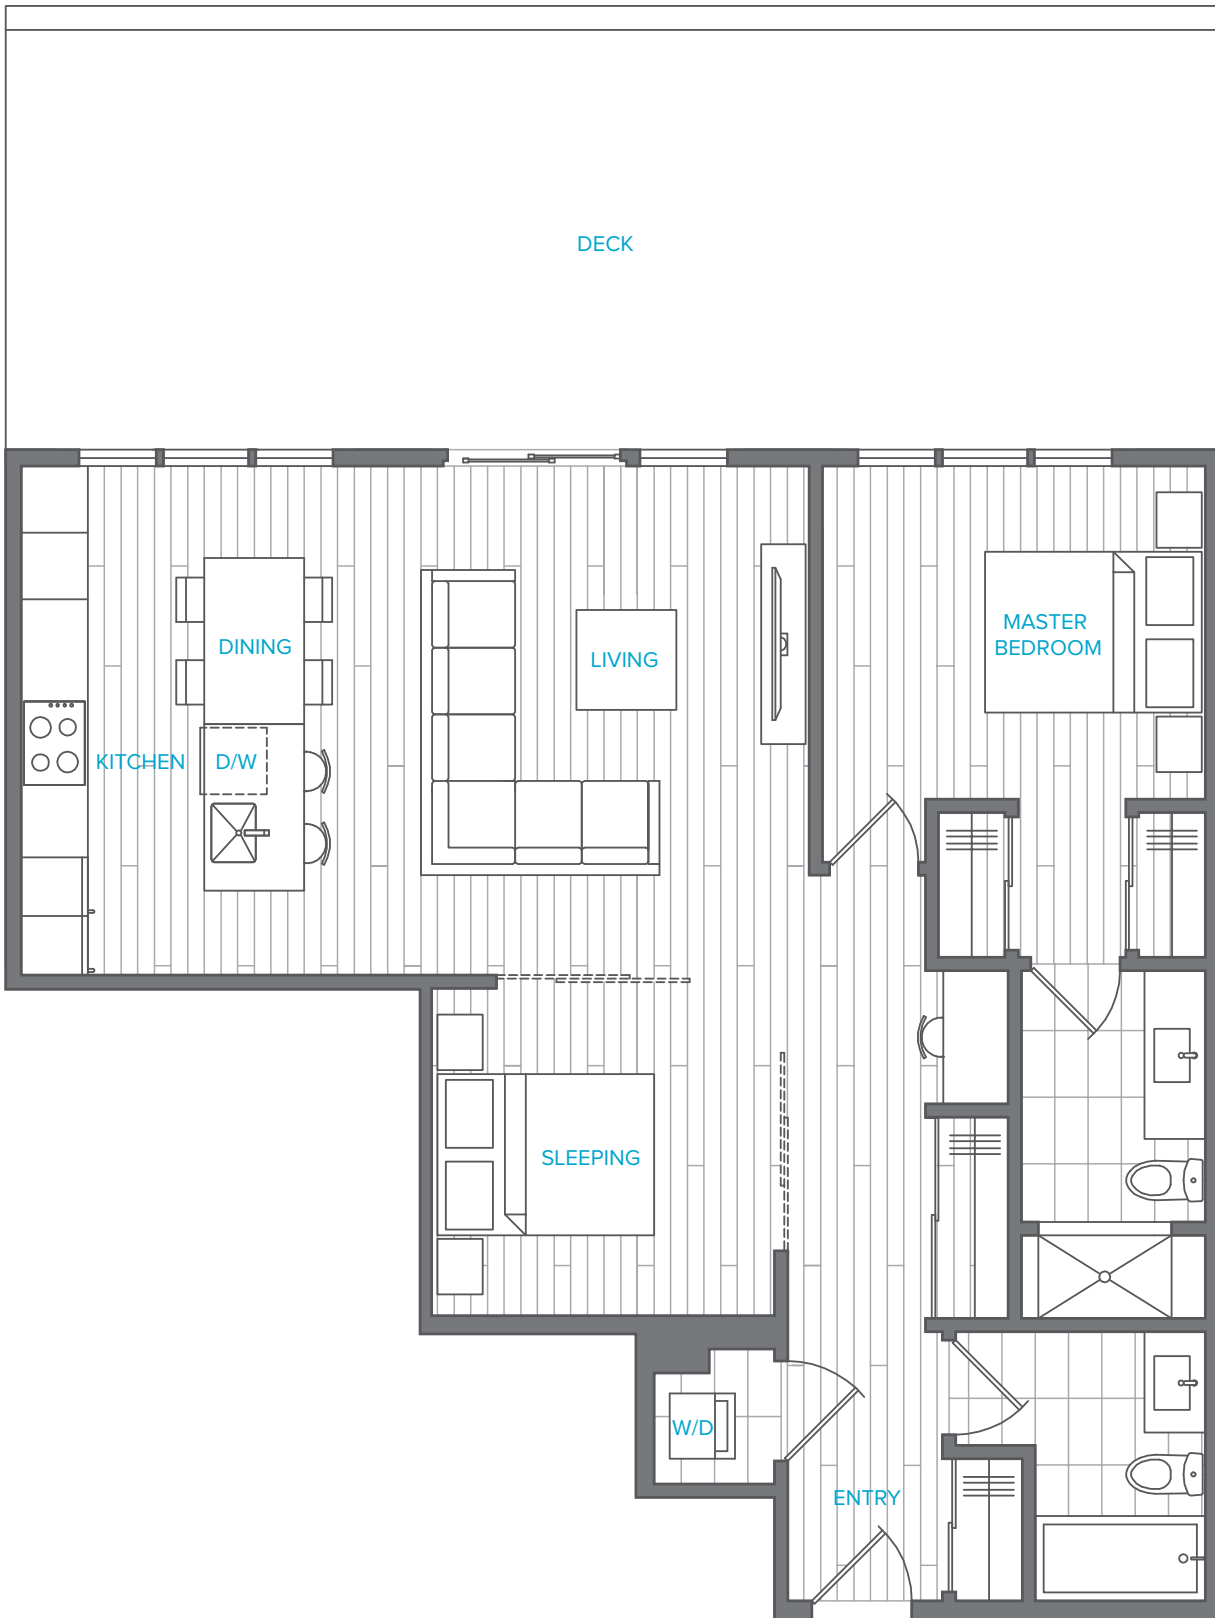 DECK
DINING
LIVING
MASTER
BEDROOM
KITCHEN
D/W
SLEEPING
W/D
ENTRY